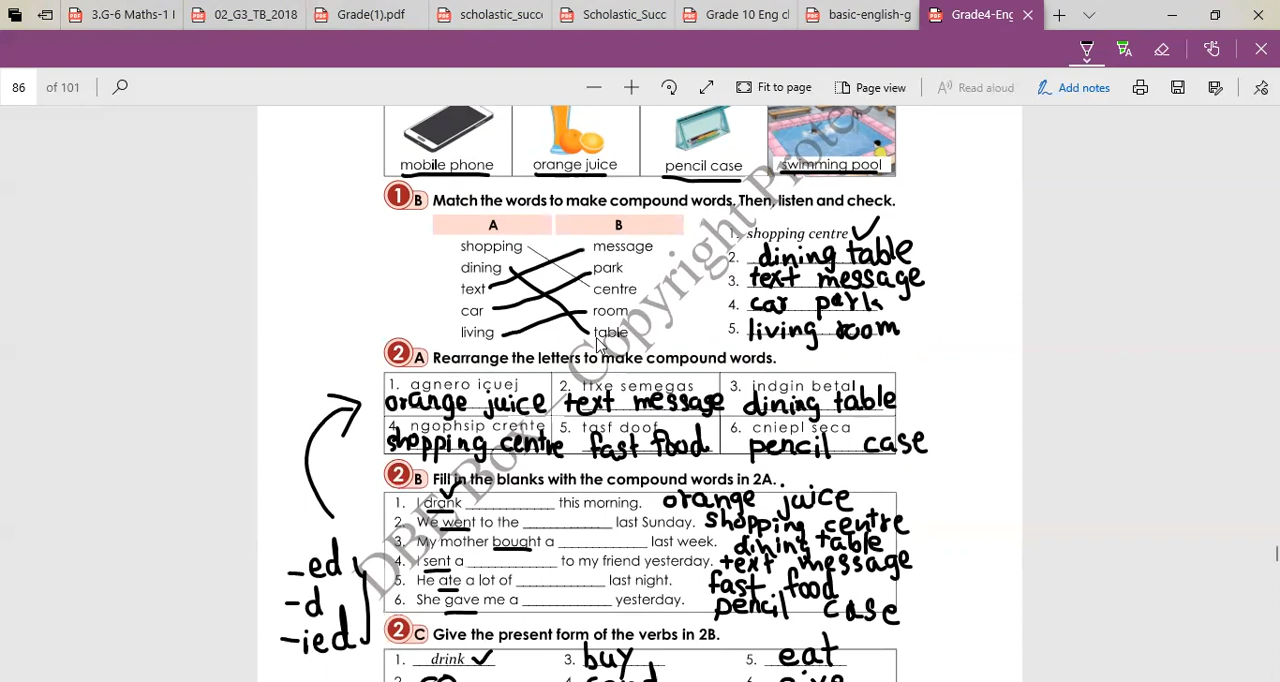 3.G-6 Maths-1 I 02_G3_TB_2018 Grade(1).pdf scholastic_succ Scholastic_Succ Grade 10 Eng cl basic-english-g Grade4-Eng
86 of 101 Fit to page Page view Read aloud Add notes
mobile phone orange juice pencil case swimming pool
1 B Match the words to make compound words. Then, listen and check.
A B
shopping message
dining park
text centre
car room
living table
1. shopping centre
2. dining table
3. text message
4. car park
5. living room
2 A Rearrange the letters to make compound words.
1. agnero icuej 2. ttxe semegas 3. indgin betal
orange juice text message dining table
4. ngophsip crente 5. tasf doof 6. cniepl seca
shopping centre fast food pencil case
2 B Fill in the blanks with the compound words in 2A.
1. I drank ____________ this morning. orange juice
2. We went to the ____________ last Sunday. shopping centre
3. My mother bought a ____________ last week. dining table
4. I sent a ____________ to my friend yesterday. text message
5. He ate a lot of ____________ last night. fast food
6. She gave me a ____________ yesterday. pencil case
-ed
-d
-ied
2 C Give the present form of the verbs in 2B.
1. drink 3. buy 5. eat
DBE Box - Copyright Prote